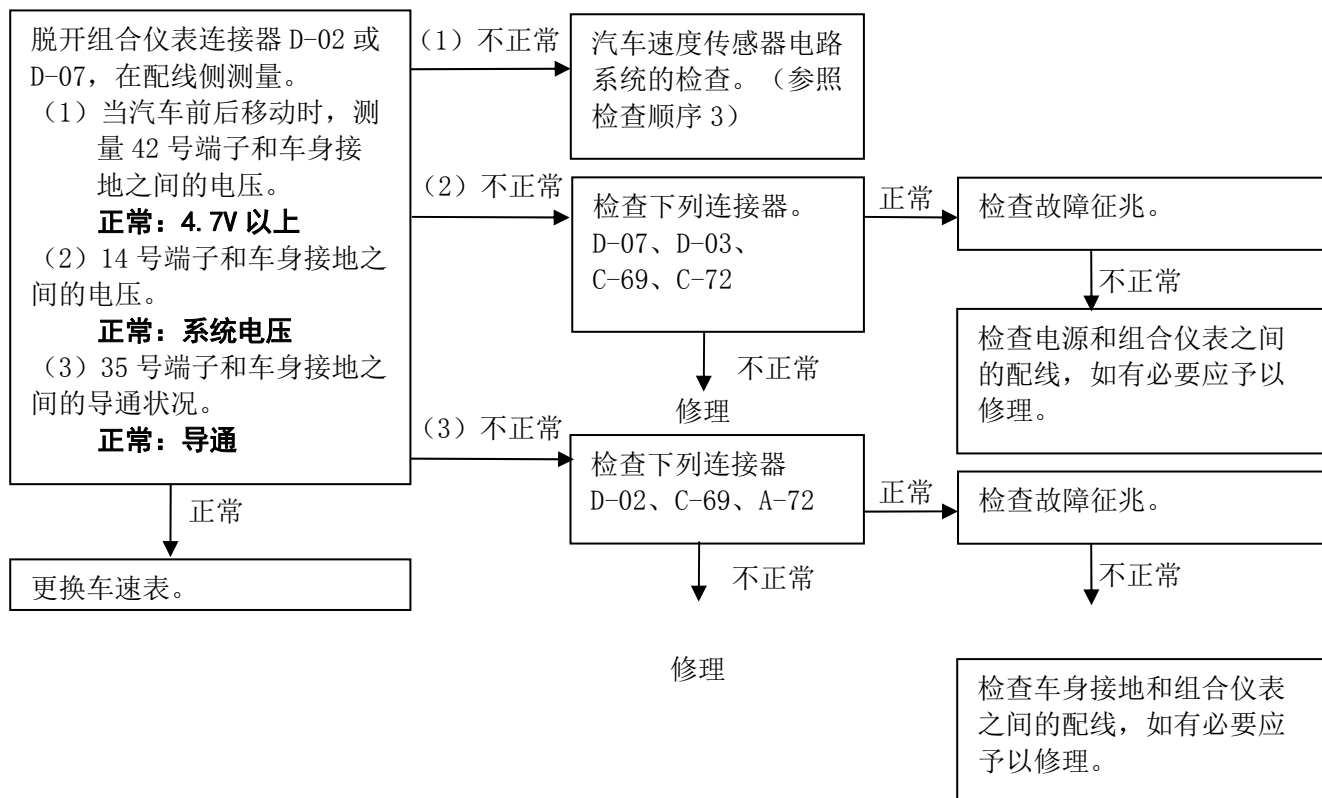 脱开组合仪表连接器 D-02 或
D-07，在配线侧测量。
（1）当汽车前后移动时，测
量 42 号端子和车身接
地之间的电压。
正常：4.7V 以上
（2）14 号端子和车身接地之
间的电压。
正常：系统电压
（3）35 号端子和车身接地之
间的导通状况。
正常：导通
正常
更换车速表。
（1）不正常
汽车速度传感器电路
系统的检查。（参照
检查顺序 3）
（2）不正常
检查下列连接器。
D-07、D-03、
C-69、C-72
正常
检查故障征兆。
不正常
检查电源和组合仪表之间
的配线，如有必要应予以
修理。
不正常
修理
（3）不正常
检查下列连接器
D-02、C-69、A-72
正常
检查故障征兆。
不正常
修理
不正常
检查车身接地和组合仪表
之间的配线，如有必要应
予以修理。